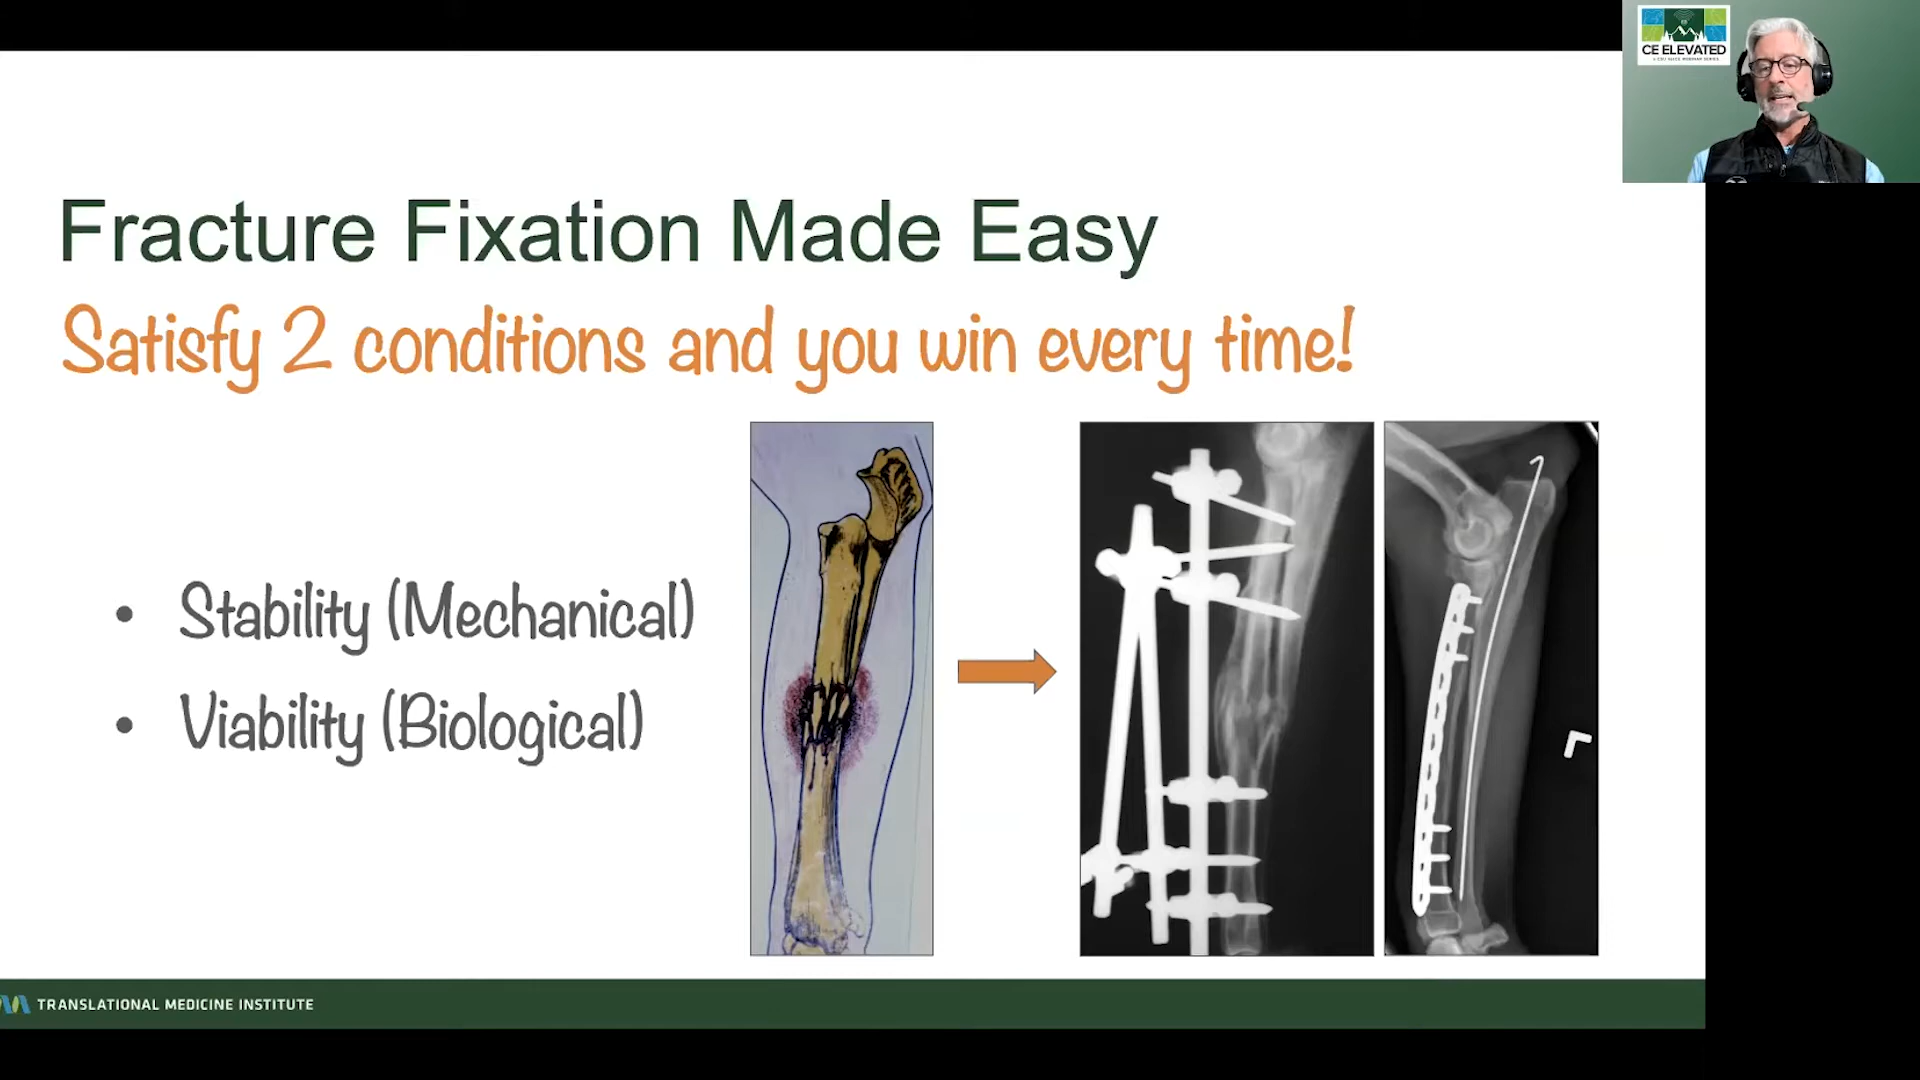 CE ELEVATED
Fracture Fixation Made Easy
Satisfy 2 conditions and you win every time!
• Stability (Mechanical)
• Viability (Biological)
L
TRANSLATIONAL MEDICINE INSTITUTE